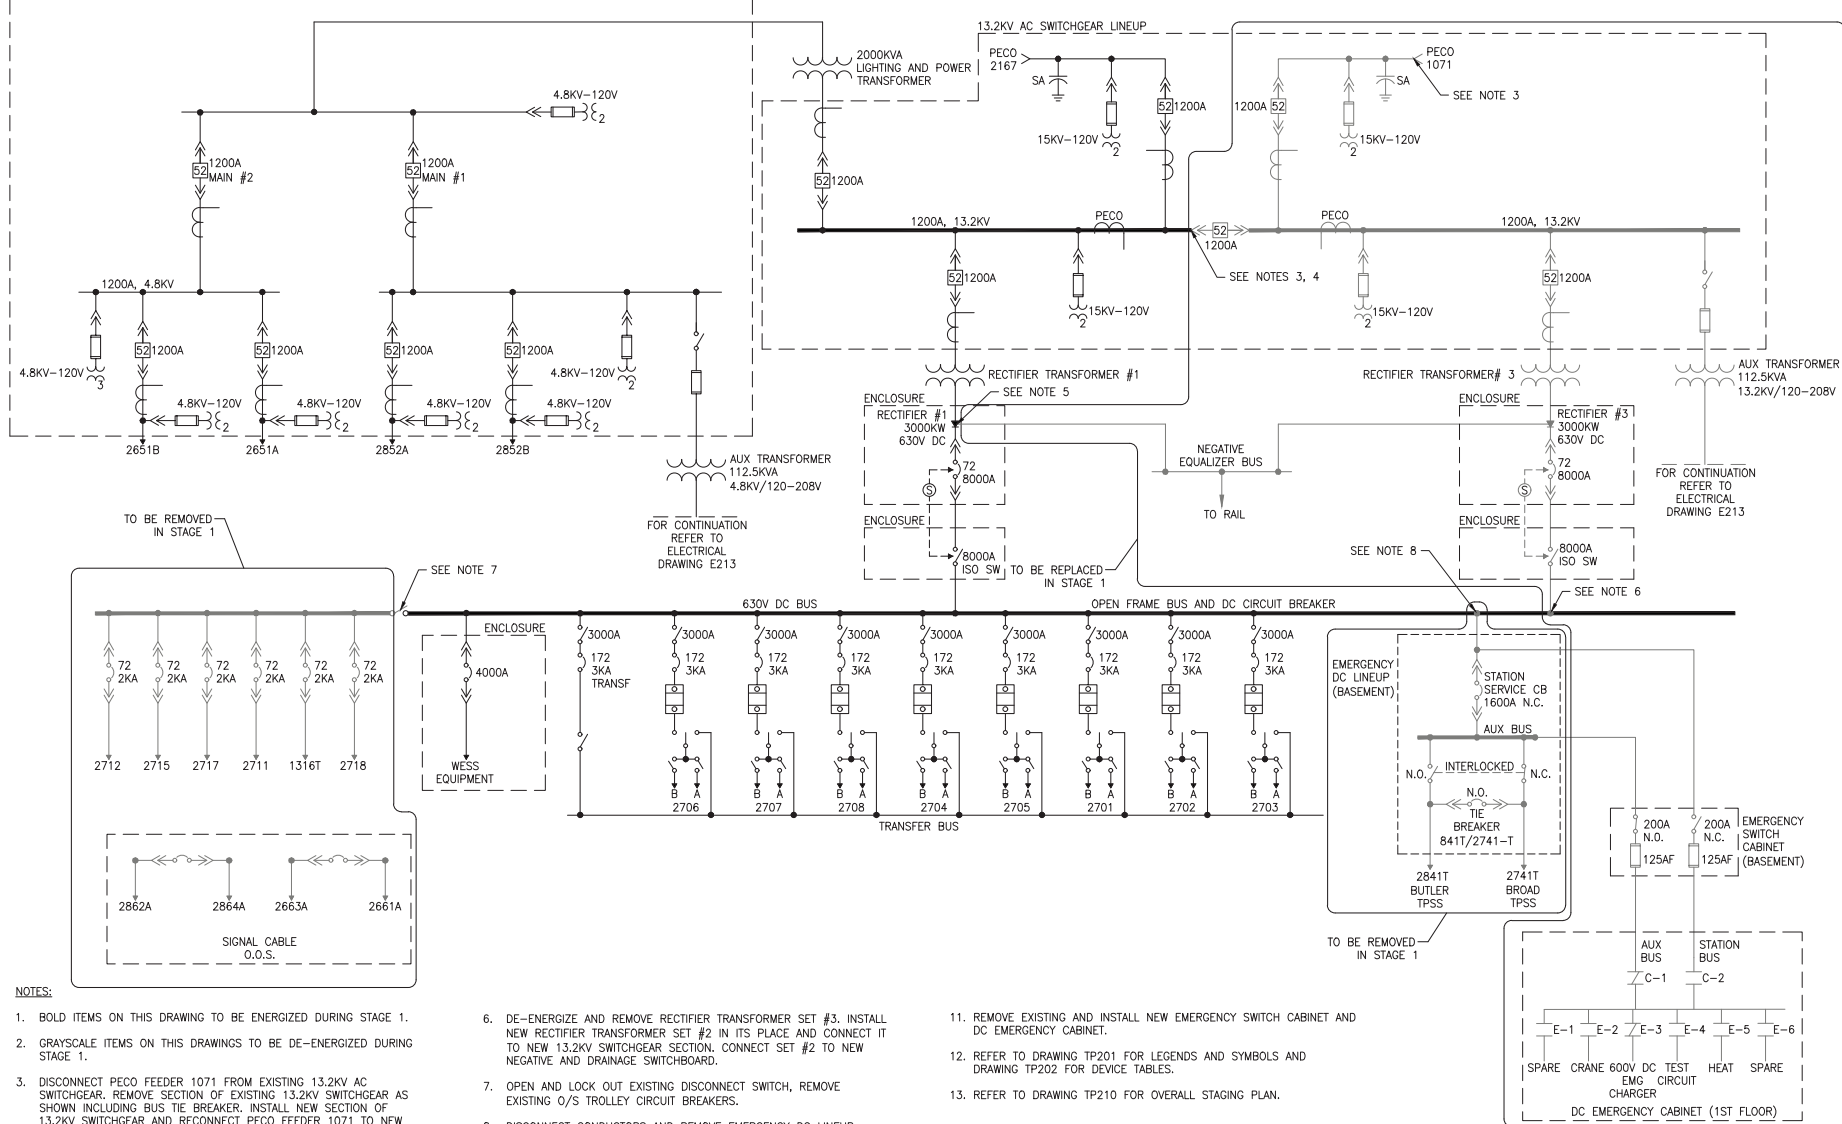 13.2KV AC SWITCHGEAR LINEUP
2000KVA
LIGHTING AND POWER
TRANSFORMER
PECO
2167
SA
52 1200A
15KV-120V
2
1200A 52
15KV-120V
2
SA
PECO
1071
SEE NOTE 3
4.8KV-120V
2
52
1200A
MAIN #2
52
1200A
MAIN #1
52 1200A
1200A, 13.2KV
PECO
52
1200A
PECO
1200A, 13.2KV
SEE NOTES 3, 4
52 1200A
15KV-120V
2
15KV-120V
2
52 1200A
1200A, 4.8KV
4.8KV-120V
3
52 1200A
52 1200A
52 1200A
52 1200A
4.8KV-120V
2
4.8KV-120V
2
4.8KV-120V
2
4.8KV-120V
2
4.8KV-120V
2
2651B
2651A
2852A
2852B
AUX TRANSFORMER
112.5KVA
4.8KV/120-208V
FOR CONTINUATION
REFER TO
ELECTRICAL
DRAWING E213
RECTIFIER TRANSFORMER #1
SEE NOTE 5
ENCLOSURE
RECTIFIER #1
3000KW
630V DC
72
8000A
S
ENCLOSURE
8000A
ISO SW
NEGATIVE
EQUALIZER BUS
TO RAIL
TO BE REPLACED
IN STAGE 1
RECTIFIER TRANSFORMER# 3
ENCLOSURE
RECTIFIER #3
3000KW
630V DC
72
8000A
S
ENCLOSURE
8000A
ISO SW
AUX TRANSFORMER
112.5KVA
13.2KV/120-208V
FOR CONTINUATION
REFER TO
ELECTRICAL
DRAWING E213
SEE NOTE 8
SEE NOTE 6
TO BE REMOVED
IN STAGE 1
SEE NOTE 7
630V DC BUS
OPEN FRAME BUS AND DC CIRCUIT BREAKER
72
2KA
72
2KA
72
2KA
72
2KA
72
2KA
72
2KA
2712
2715
2717
2711
1316T
2718
ENCLOSURE
4000A
WESS
EQUIPMENT
3000A
172
3KA
TRANSF
3000A
172
3KA
B A
2706
3000A
172
3KA
B A
2707
3000A
172
3KA
B A
2708
3000A
172
3KA
B A
2704
3000A
172
3KA
B A
2705
3000A
172
3KA
B A
2701
3000A
172
3KA
B A
2702
3000A
172
3KA
B A
2703
TRANSFER BUS
EMERGENCY
DC LINEUP
(BASEMENT)
STATION
SERVICE CB
1600A N.C.
AUX BUS
N.O.
INTERLOCKED
N.C.
N.O.
TIE
BREAKER
841T/2741-T
2841T
BUTLER
TPSS
2741T
BROAD
TPSS
TO BE REMOVED
IN STAGE 1
200A
N.O.
125AF
200A
N.C.
125AF
EMERGENCY
SWITCH
CABINET
(BASEMENT)
AUX
BUS
STATION
BUS
C-1
C-2
E-1
E-2
E-3
E-4
E-5
E-6
SPARE
CRANE
600V DC
EMG
CHARGER
TEST
CIRCUIT
HEAT
SPARE
DC EMERGENCY CABINET (1ST FLOOR)
2862A
2864A
2663A
2661A
SIGNAL CABLE
O.O.S.
NOTES:
1. BOLD ITEMS ON THIS DRAWING TO BE ENERGIZED DURING STAGE 1.
2. GRAYSCALE ITEMS ON THIS DRAWINGS TO BE DE-ENERGIZED DURING
STAGE 1.
3. DISCONNECT PECO FEEDER 1071 FROM EXISTING 13.2KV AC
SWITCHGEAR. REMOVE SECTION OF EXISTING 13.2KV SWITCHGEAR AS
SHOWN INCLUDING BUS TIE BREAKER. INSTALL NEW SECTION OF
13.2KV SWITCHGEAR AND RECONNECT PECO FEEDER 1071 TO NEW
6. DE-ENERGIZE AND REMOVE RECTIFIER TRANSFORMER SET #3. INSTALL
NEW RECTIFIER TRANSFORMER SET #2 IN ITS PLACE AND CONNECT IT
TO NEW 13.2KV SWITCHGEAR SECTION. CONNECT SET #2 TO NEW
NEGATIVE AND DRAINAGE SWITCHBOARD.
7. OPEN AND LOCK OUT EXISTING DISCONNECT SWITCH, REMOVE
EXISTING O/S TROLLEY CIRCUIT BREAKERS.
8. DISCONNECT CONDUCTORS AND REMOVE EMERGENCY DC LINEUP
11. REMOVE EXISTING AND INSTALL NEW EMERGENCY SWITCH CABINET AND
DC EMERGENCY CABINET.
12. REFER TO DRAWING TP201 FOR LEGENDS AND SYMBOLS AND
DRAWING TP202 FOR DEVICE TABLES.
13. REFER TO DRAWING TP210 FOR OVERALL STAGING PLAN.